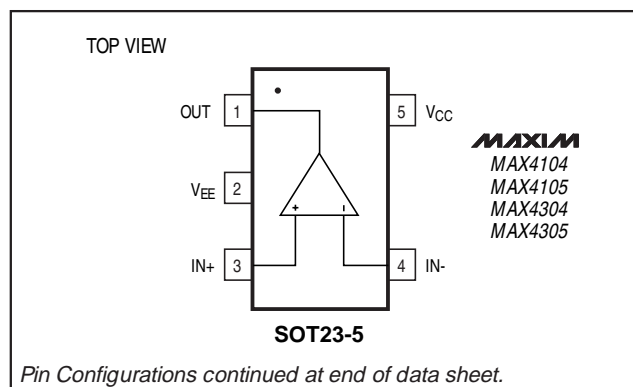 TOP VIEW
OUT 1
5 VCC
VEE 2
IN+ 3
4 IN-
+ -
MAXIM
MAX4104
MAX4105
MAX4304
MAX4305
SOT23-5
Pin Configurations continued at end of data sheet.